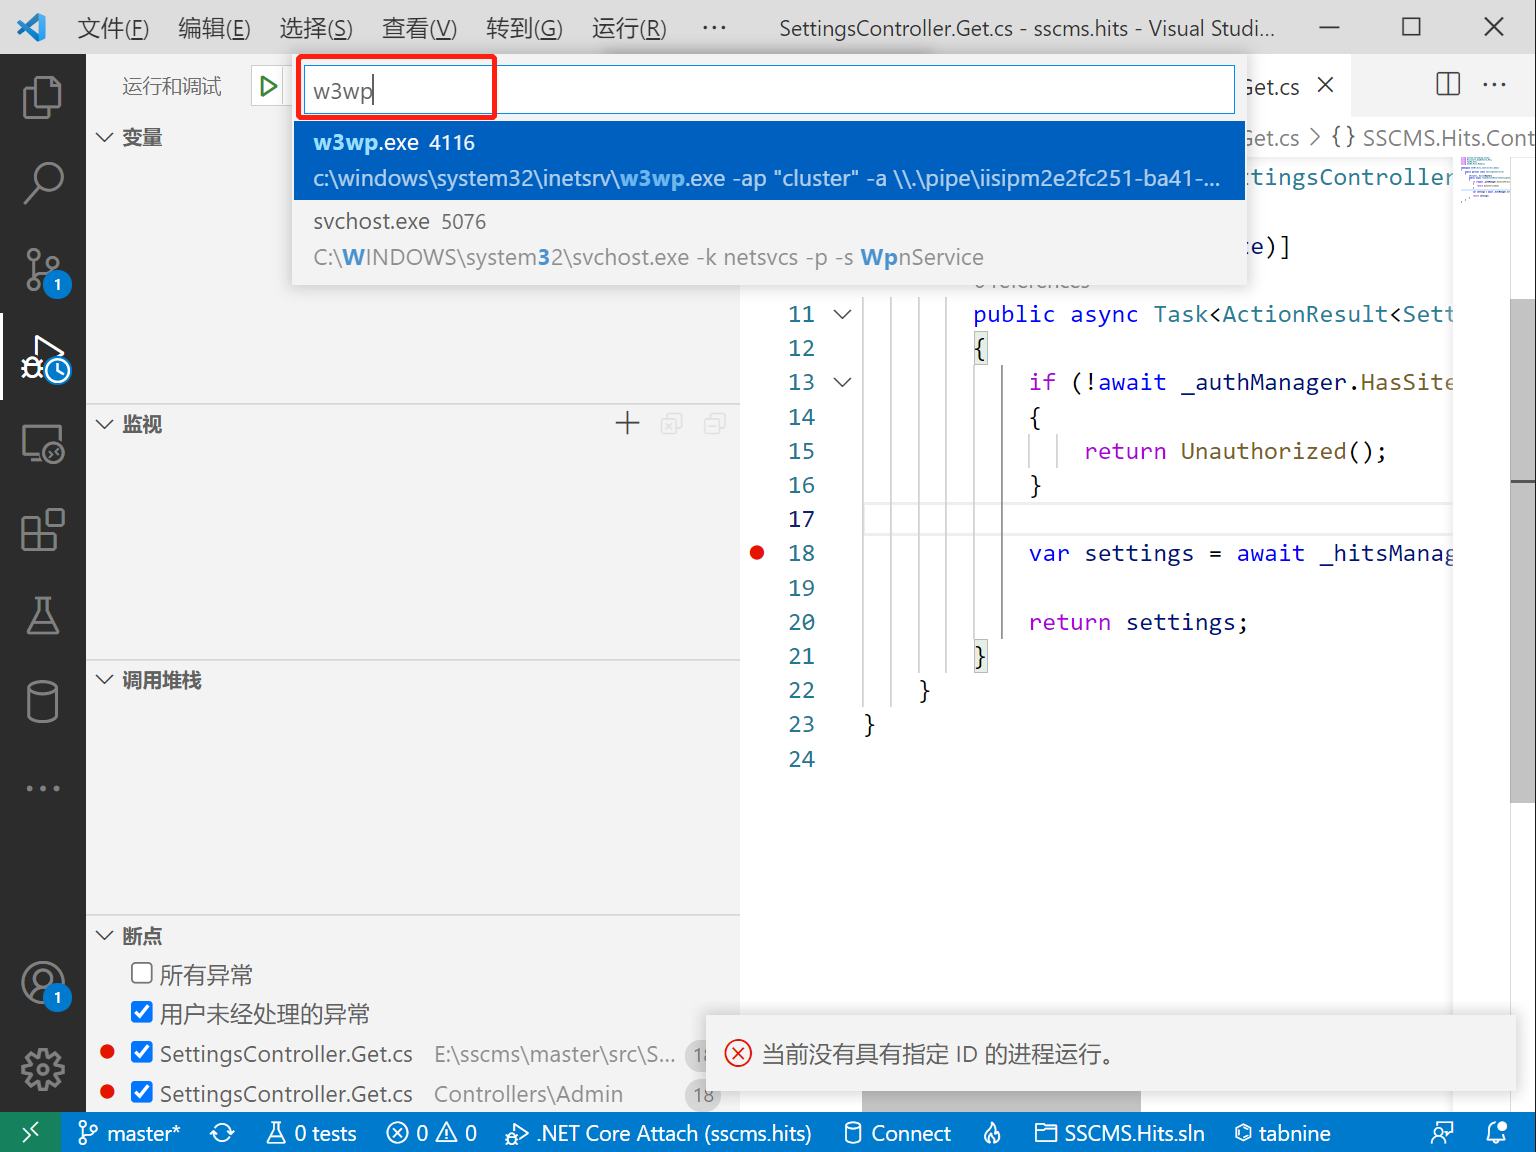 文件(F) 编辑(E) 选择(S) 查看(V) 转到(G) 运行(R) ··· SettingsController.Get.cs - sscms.hits - Visual Studi...
运行和调试
w3wp
Get.cs
w3wp.exe 4116
c:\windows\system32\inetsrv\w3wp.exe -ap "cluster" -a \\.\pipe\iisipm2e2fc251-ba41-...
svchost.exe 5076
C:\WINDOWS\system32\svchost.exe -k netsvcs -p -s WpnService
Get.cs > {} SSCMS.Hits.Cont
ttingsController
te)]
变量
监视
调用堆栈
断点
所有异常
用户未经处理的异常
SettingsController.Get.cs E:\sscms\master\src\S... 18
SettingsController.Get.cs Controllers\Admin 18
0 references
11 public async Task<ActionResult<Sett
12 {
13 if (!await _authManager.HasSite
14 {
15 return Unauthorized();
16 }
17
18 var settings = await _hitsManag
19
20 return settings;
21 }
22 }
23 }
24
当前没有具有指定 ID 的进程运行。
1
1
master* 0 tests 0 0 .NET Core Attach (sscms.hits) Connect SSCMS.Hits.sln tabnine